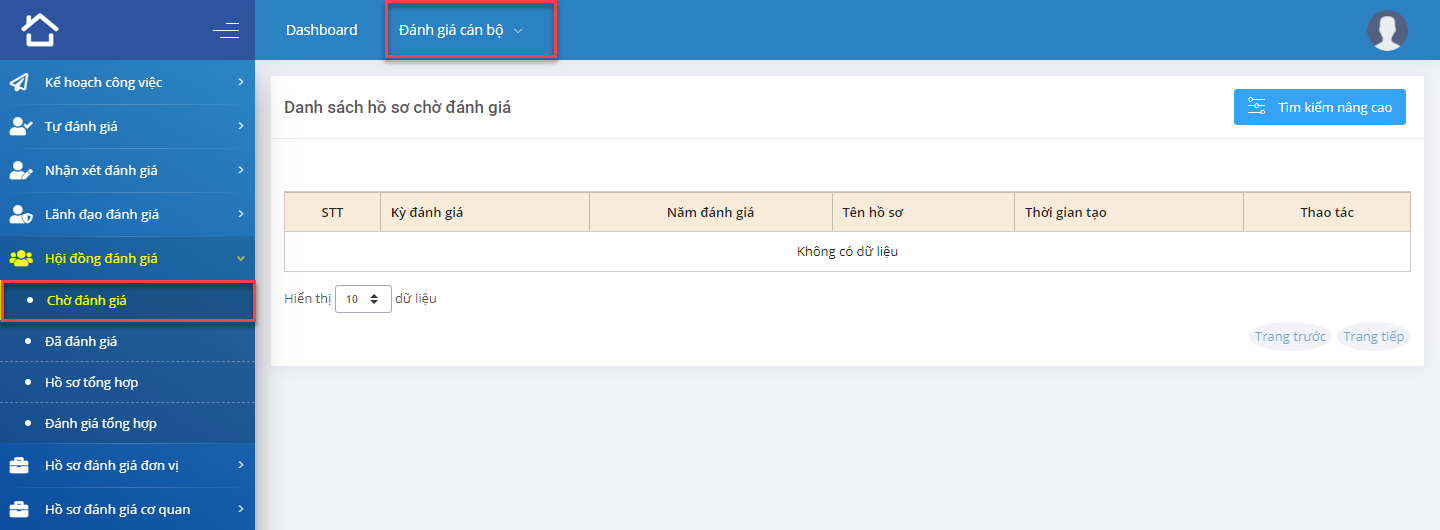 Dashboard
Đánh giá cán bộ
Kế hoạch công việc
Tự đánh giá
Nhận xét đánh giá
Lãnh đạo đánh giá
Hội đồng đánh giá
Chờ đánh giá
Đã đánh giá
Hồ sơ tổng hợp
Đánh giá tổng hợp
Hồ sơ đánh giá đơn vị
Hồ sơ đánh giá cơ quan
Danh sách hồ sơ chờ đánh giá
Tìm kiếm nâng cao
STT Kỳ đánh giá Năm đánh giá Tên hồ sơ Thời gian tạo Thao tác
Không có dữ liệu
Hiển thị 10 dữ liệu
Trang trước Trang tiếp